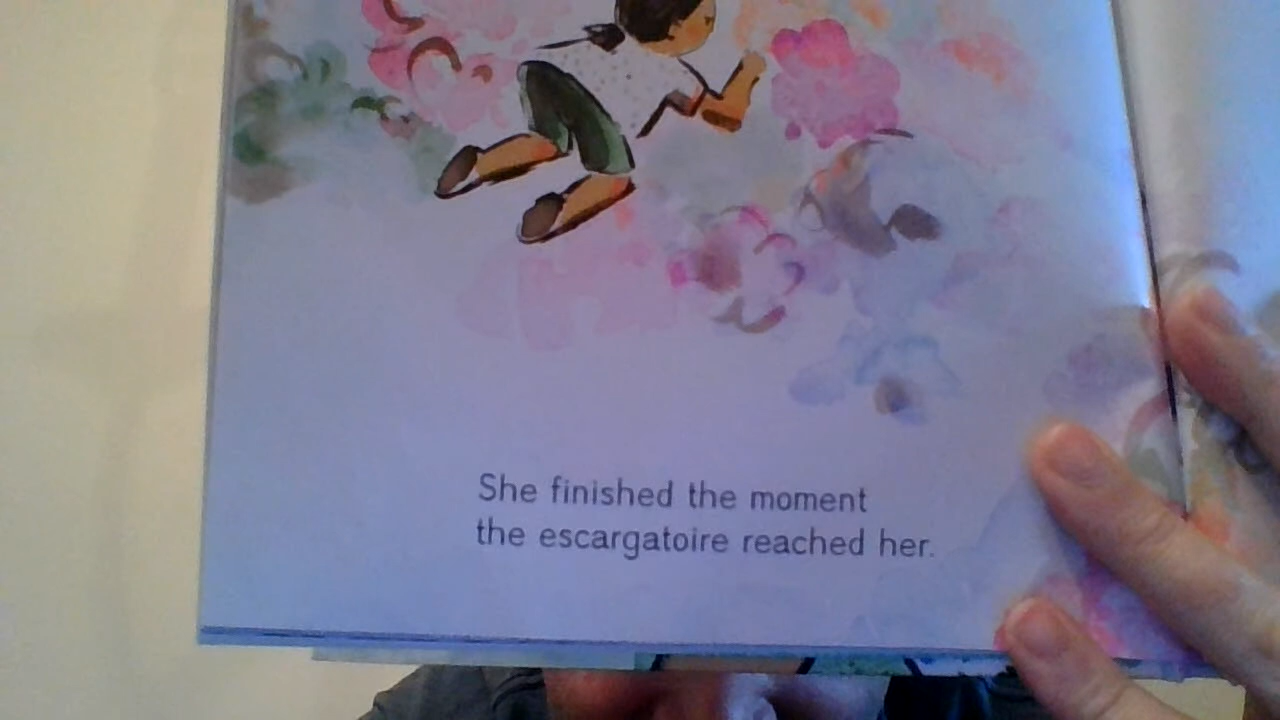 She finished the moment
the escargatoire reached her.